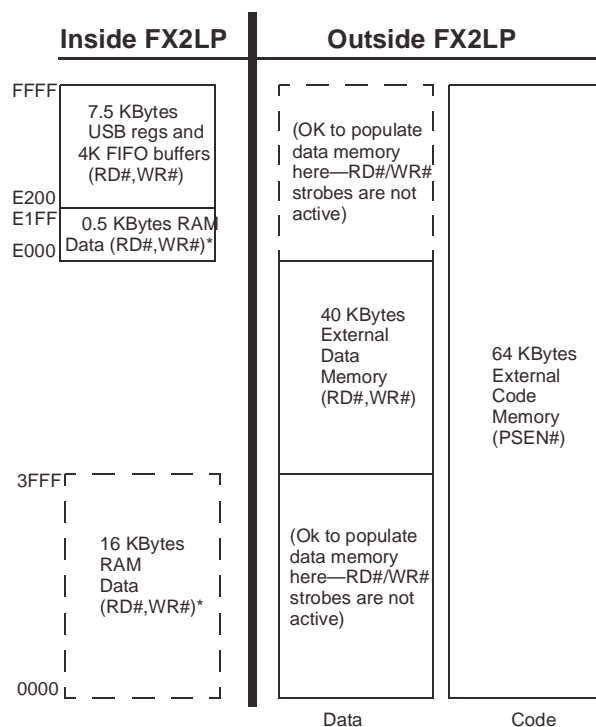 Inside FX2LP
Outside FX2LP
FFFF
7.5 KBytes
USB regs and
4K FIFO buffers
(RD#,WR#)
E200
E1FF
0.5 KBytes RAM
Data (RD#,WR#)*
E000
(OK to populate
data memory
here—RD#/WR#
strobes are not
active)
40 KBytes
External
Data
Memory
(RD#,WR#)
64 KBytes
External
Code
Memory
(PSEN#)
3FFF
16 KBytes
RAM
Data
(RD#,WR#)*
(Ok to populate
data memory
here—RD#/WR#
strobes are not
active)
0000
Data
Code